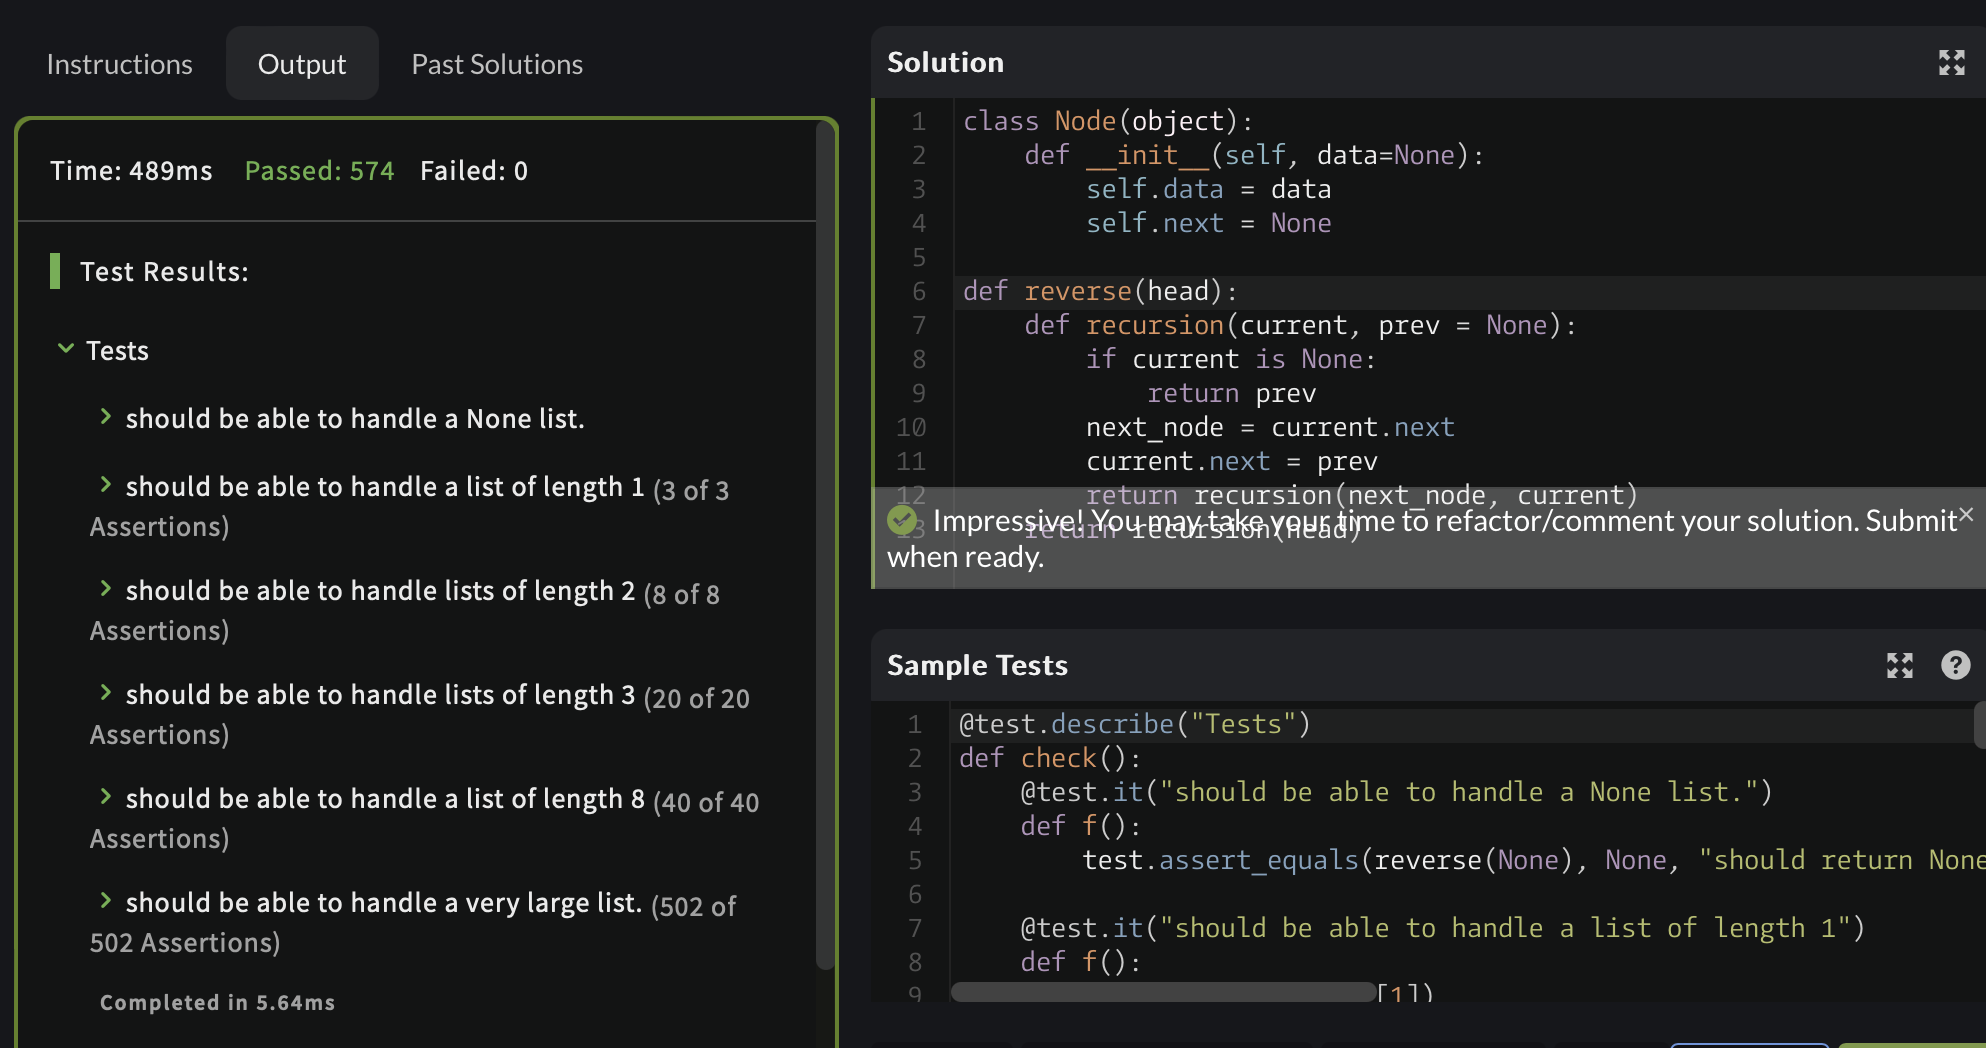 Instructions
Output
Past Solutions
Time: 489ms Passed: 574 Failed: 0
Test Results:
Tests
should be able to handle a None list.
should be able to handle a list of length 1 (3 of 3
Assertions)
should be able to handle lists of length 2 (8 of 8
Assertions)
should be able to handle lists of length 3 (20 of 20
Assertions)
should be able to handle a list of length 8 (40 of 40
Assertions)
should be able to handle a very large list. (502 of
502 Assertions)
Completed in 5.64ms
Solution
1 class Node(object):
2     def __init__(self, data=None):
3         self.data = data
4         self.next = None
5
6 def reverse(head):
7     def recursion(current, prev = None):
8         if current is None:
9             return prev
10         next_node = current.next
11         current.next = prev
12         return recursion(next_node, current)
13     return recursion(head)
Impressive! You may take your time to refactor/comment your solution. Submit
when ready.
Sample Tests
1 @test.describe("Tests")
2 def check():
3     @test.it("should be able to handle a None list.")
4     def f():
5         test.assert_equals(reverse(None), None, "should return None
6
7     @test.it("should be able to handle a list of length 1")
8     def f():
9 [1])